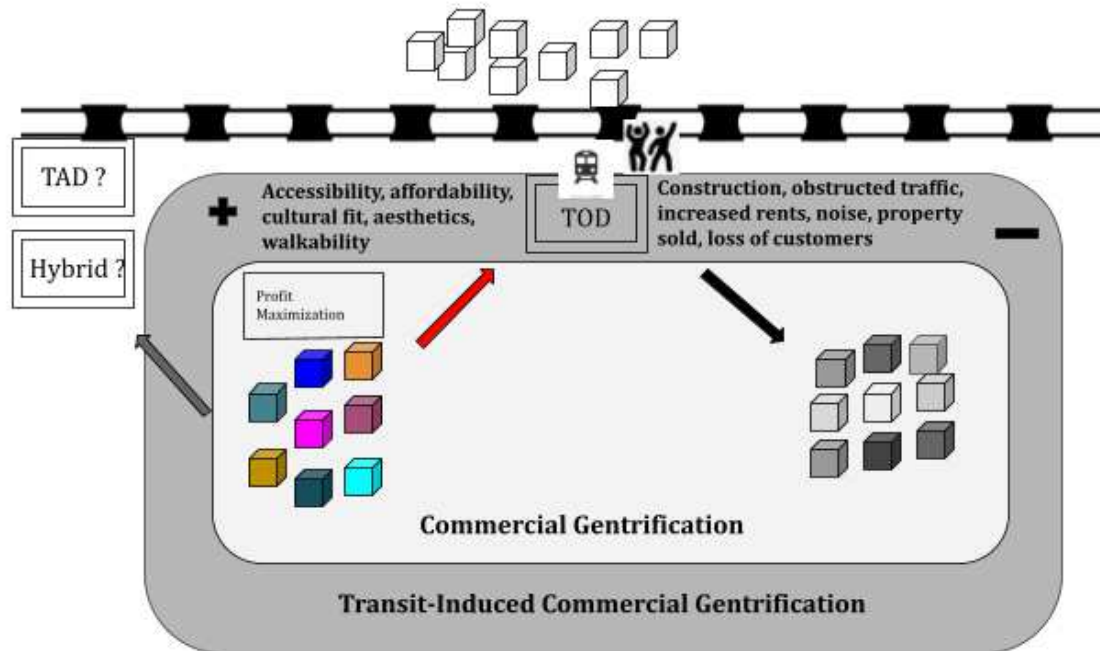 TAD ?
Hybrid ?
+
Accessibility, affordability,
cultural fit, aesthetics,
walkability
TOD
Construction, obstructed traffic,
increased rents, noise, property
sold, loss of customers
Profit
Maximization
Commercial Gentrification
Transit-Induced Commercial Gentrification